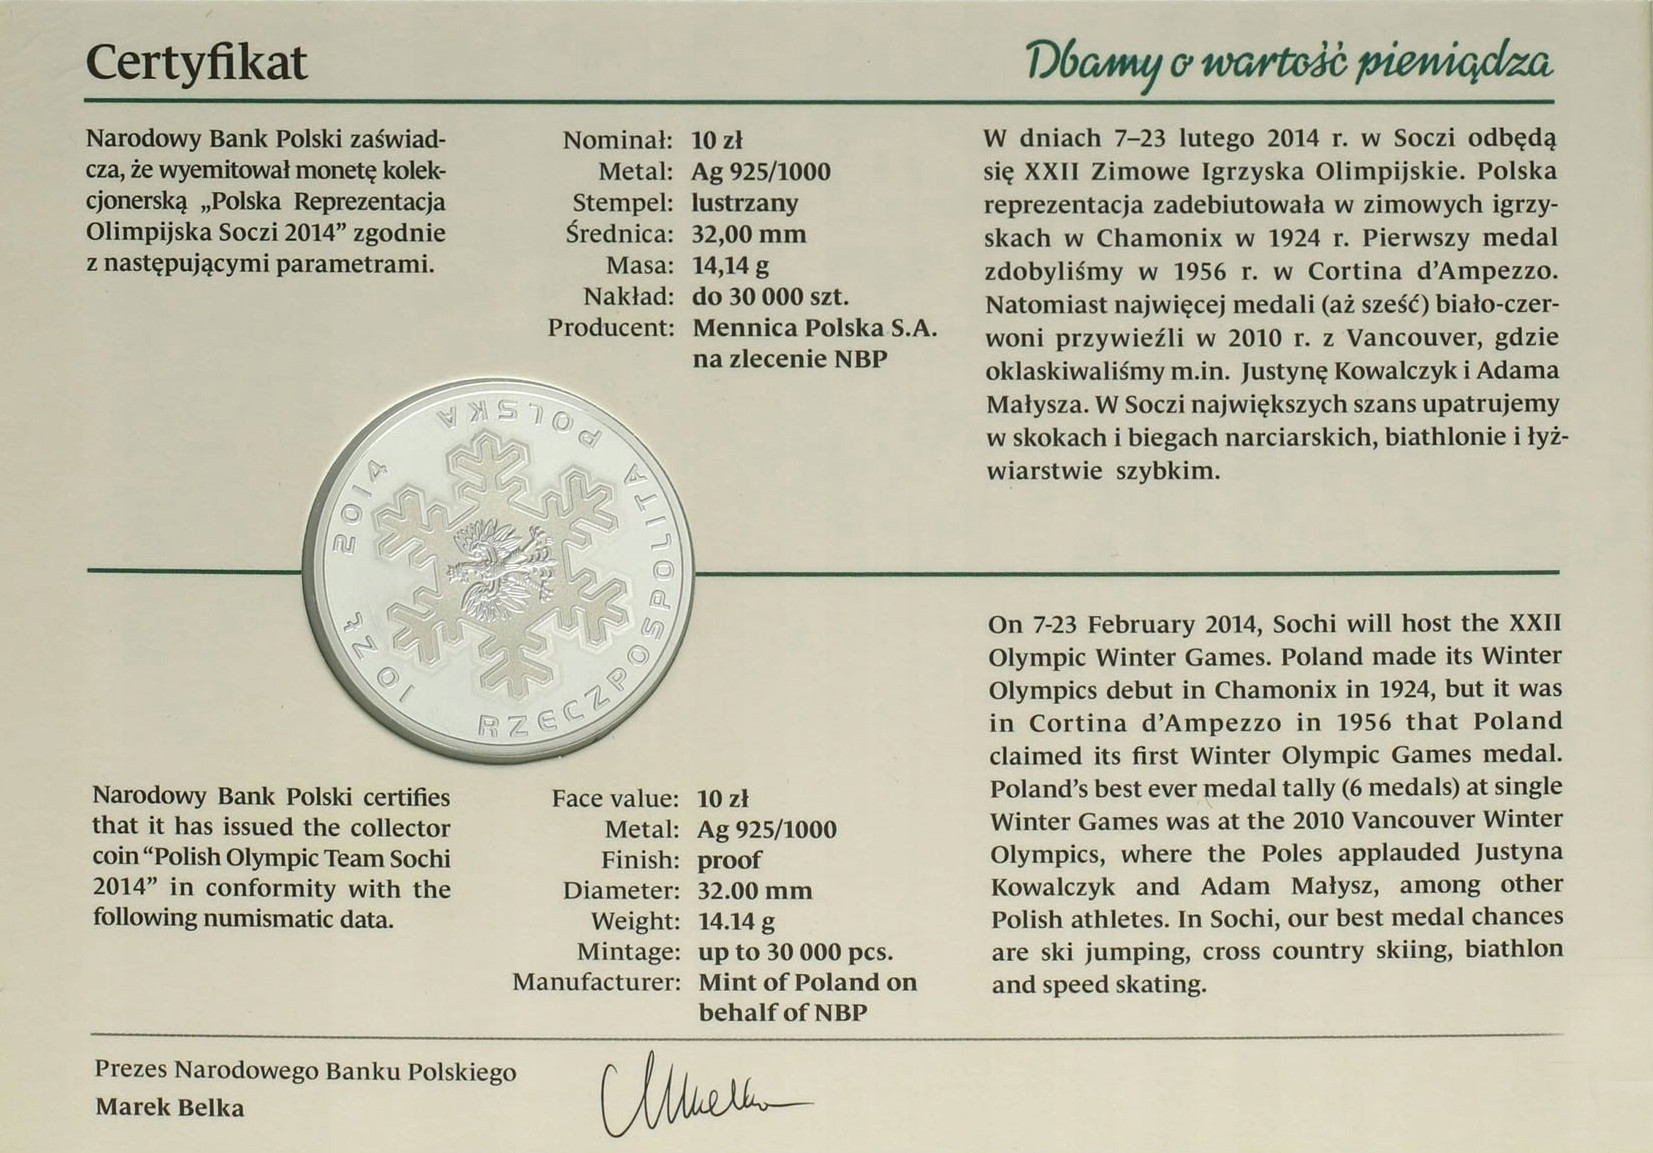 Certyfikat
Dbamy o wartość pieniądza
Narodowy Bank Polski zaświad-
cza, że wyemitował monetę kolek-
cjonerską „Polska Reprezentacja
Olimpijska Soczi 2014” zgodnie
z następującymi parametrami.
Nominał: 10 zł
Metal: Ag 925/1000
Stempel: lustrzany
Średnica: 32,00 mm
Masa: 14,14 g
Nakład: do 30 000 szt.
Producent: Mennica Polska S.A.
na zlecenie NBP
W dniach 7–23 lutego 2014 r. w Soczi odbędą
się XXII Zimowe Igrzyska Olimpijskie. Polska
reprezentacja zadebiutowała w zimowych igrzy-
skach w Chamonix w 1924 r. Pierwszy medal
zdobyliśmy w 1956 r. w Cortina d’Ampezzo.
Natomiast najwięcej medali (aż sześć) biało-czer-
woni przywieźli w 2010 r. z Vancouver, gdzie
oklaskiwaliśmy m.in. Justynę Kowalczyk i Adama
Małysza. W Soczi największych szans upatrujemy
w skokach i biegach narciarskich, biathlonie i łyż-
wiarstwie szybkim.
RZECZPOSPOLITA POLSKA
2014
10 ZŁ
Narodowy Bank Polski certifies
that it has issued the collector
coin “Polish Olympic Team Sochi
2014” in conformity with the
following numismatic data.
Face value: 10 zł
Metal: Ag 925/1000
Finish: proof
Diameter: 32.00 mm
Weight: 14.14 g
Mintage: up to 30 000 pcs.
Manufacturer: Mint of Poland on
behalf of NBP
On 7-23 February 2014, Sochi will host the XXII
Olympic Winter Games. Poland made its Winter
Olympics debut in Chamonix in 1924, but it was
in Cortina d’Ampezzo in 1956 that Poland
claimed its first Winter Olympic Games medal.
Poland’s best ever medal tally (6 medals) at single
Winter Games was at the 2010 Vancouver Winter
Olympics, where the Poles applauded Justyna
Kowalczyk and Adam Małysz, among other
Polish athletes. In Sochi, our best medal chances
are ski jumping, cross country skiing, biathlon
and speed skating.
Prezes Narodowego Banku Polskiego
Marek Belka